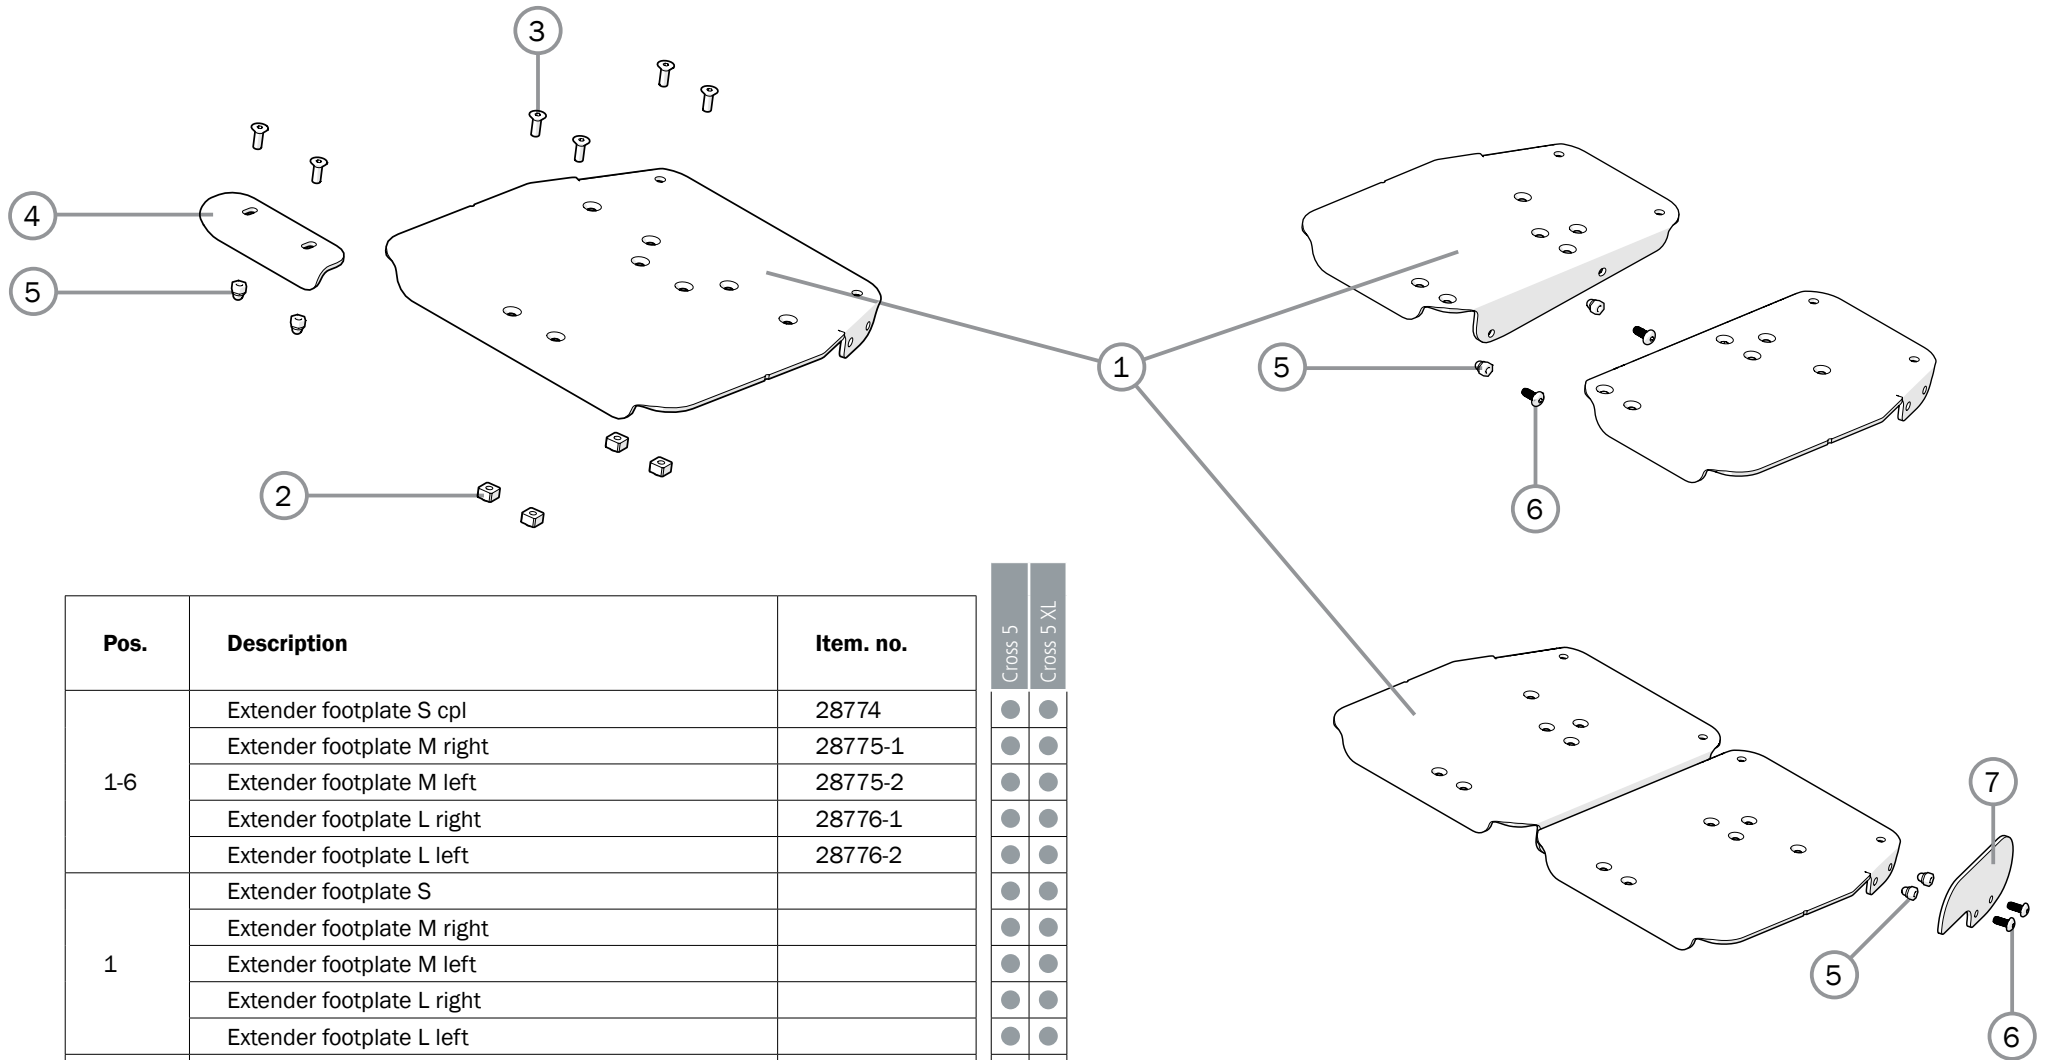 3
4
5
1
5
2
6
7
5
6
Cross 5
Cross 5 XL
Pos. Description Item. no.
1-6
Extender footplate S cpl 28774
Extender footplate M right 28775-1
Extender footplate M left 28775-2
Extender footplate L right 28776-1
Extender footplate L left 28776-2
1
Extender footplate S
Extender footplate M right
Extender footplate M left
Extender footplate L right
Extender footplate L left